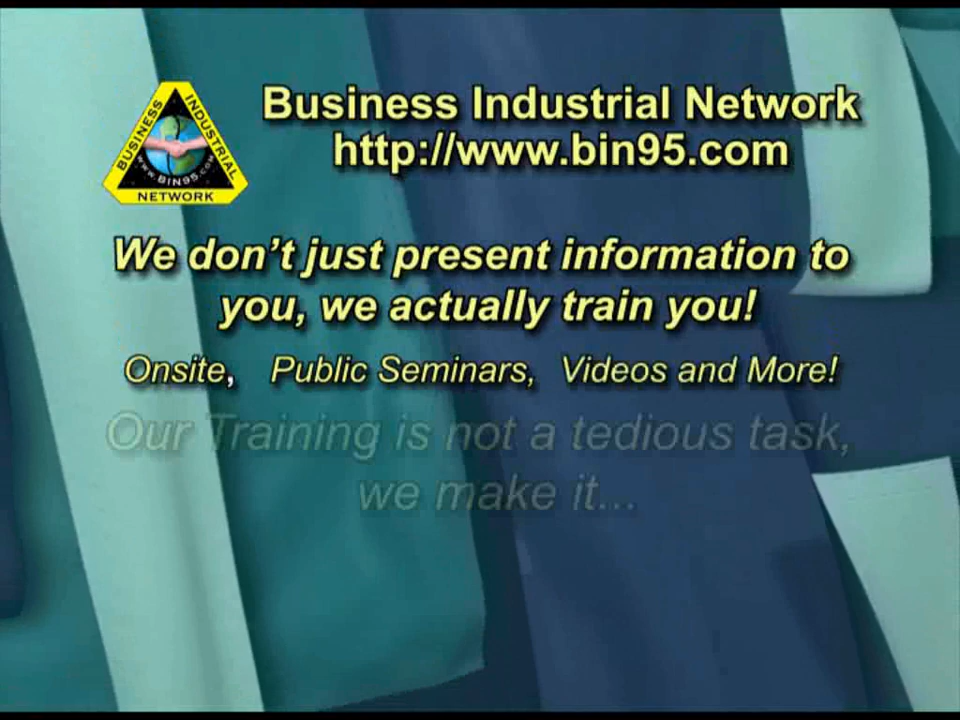 BUSINESS INDUSTRIAL
www.BIN95.com
NETWORK
Business Industrial Network
http://www.bin95.com
We don't just present information to
you, we actually train you!
Onsite, Public Seminars, Videos and More!
Our Training is not a tedious task,
we make it...